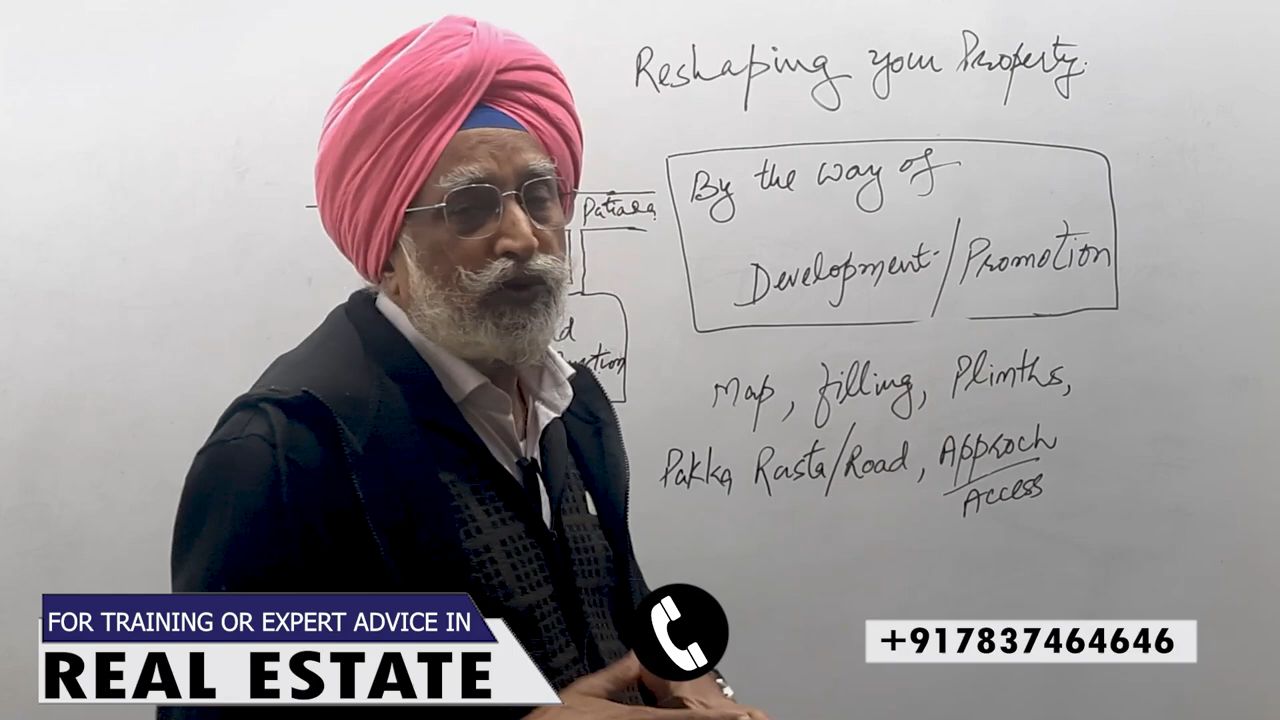 Reshaping your Property.
By the way of
Development/Promotion
Map, filling, Plinths,
Pakka Rasta/Road, Approch
Access
Patiala
FOR TRAINING OR EXPERT ADVICE IN
REAL ESTATE
+917837464646